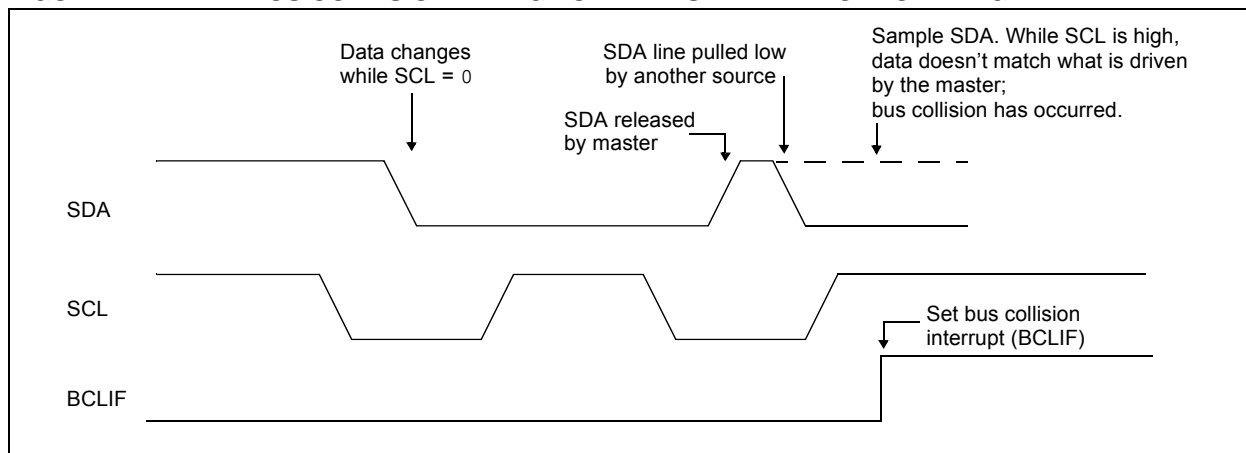 Data changes
while SCL = 0
SDA line pulled low
by another source
Sample SDA. While SCL is high,
data doesn't match what is driven
by the master;
bus collision has occurred.
SDA released
by master
SDA
SCL
Set bus collision
interrupt (BCLIF)
BCLIF